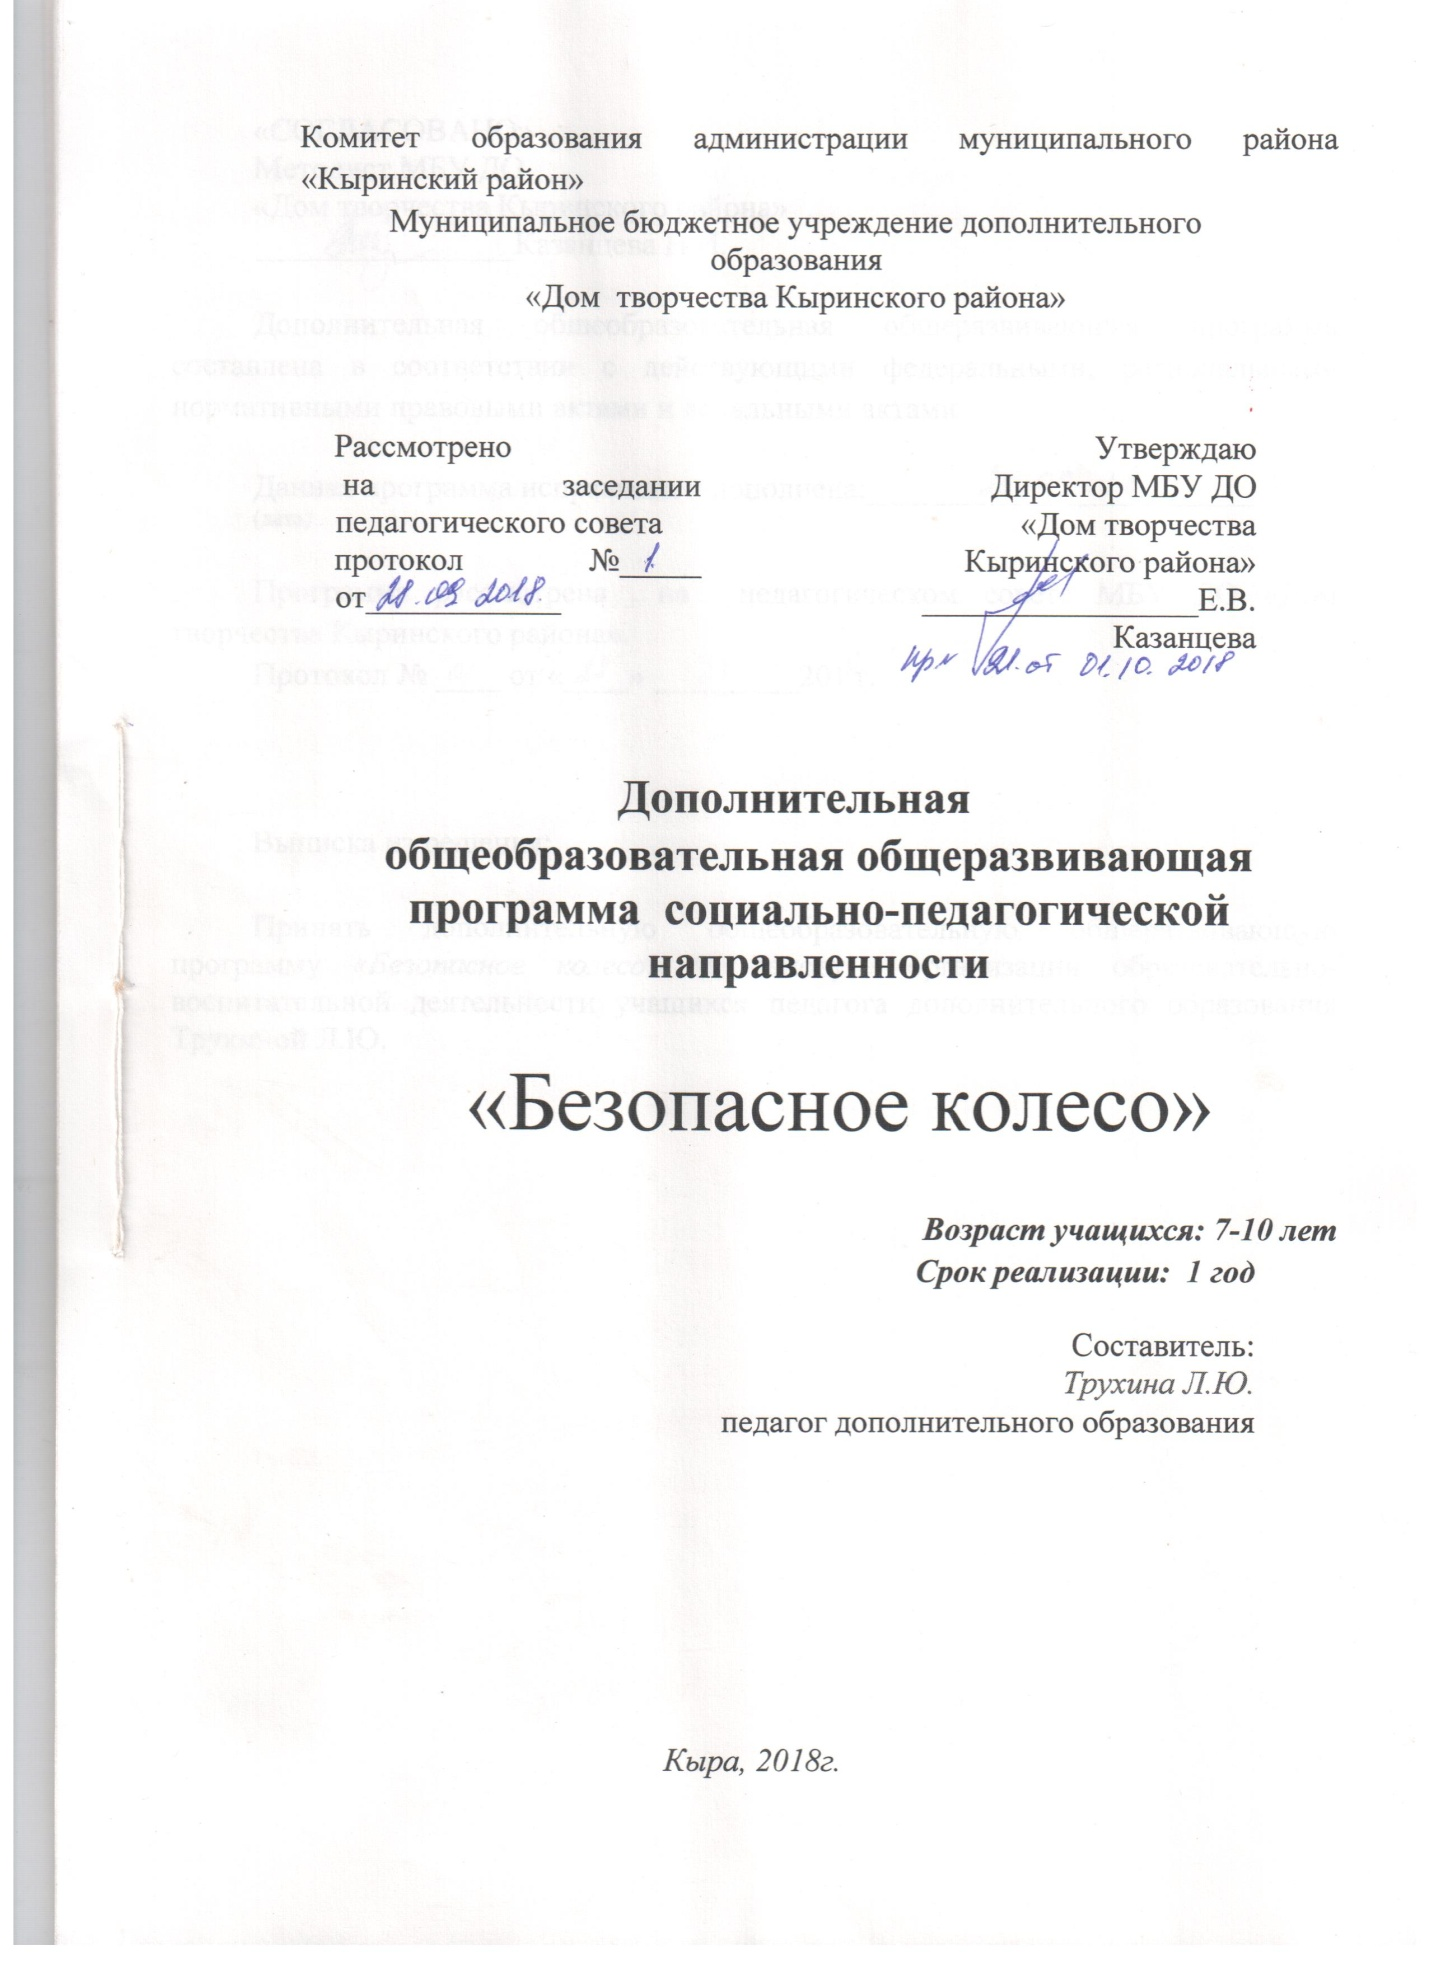 Комитет образования администрации муниципального района
«Кыринский район»
Муниципальное бюджетное учреждение дополнительного
образования
«Дом творчества Кыринского района»
Рассмотрено
на заседании
педагогического совета
протокол №1
от 28.09.2018
Утверждаю
Директор МБУ ДО
«Дом творчества
Кыринского района»
Е.В.
Казанцева
от 01.10.2018
Дополнительная
общеобразовательная общеразвивающая
программа социально-педагогической
направленности
«Безопасное колесо»
Возраст учащихся: 7-10 лет
Срок реализации: 1 год
Составитель:
Трухина Л.Ю.
педагог дополнительного образования
Кыра, 2018г.